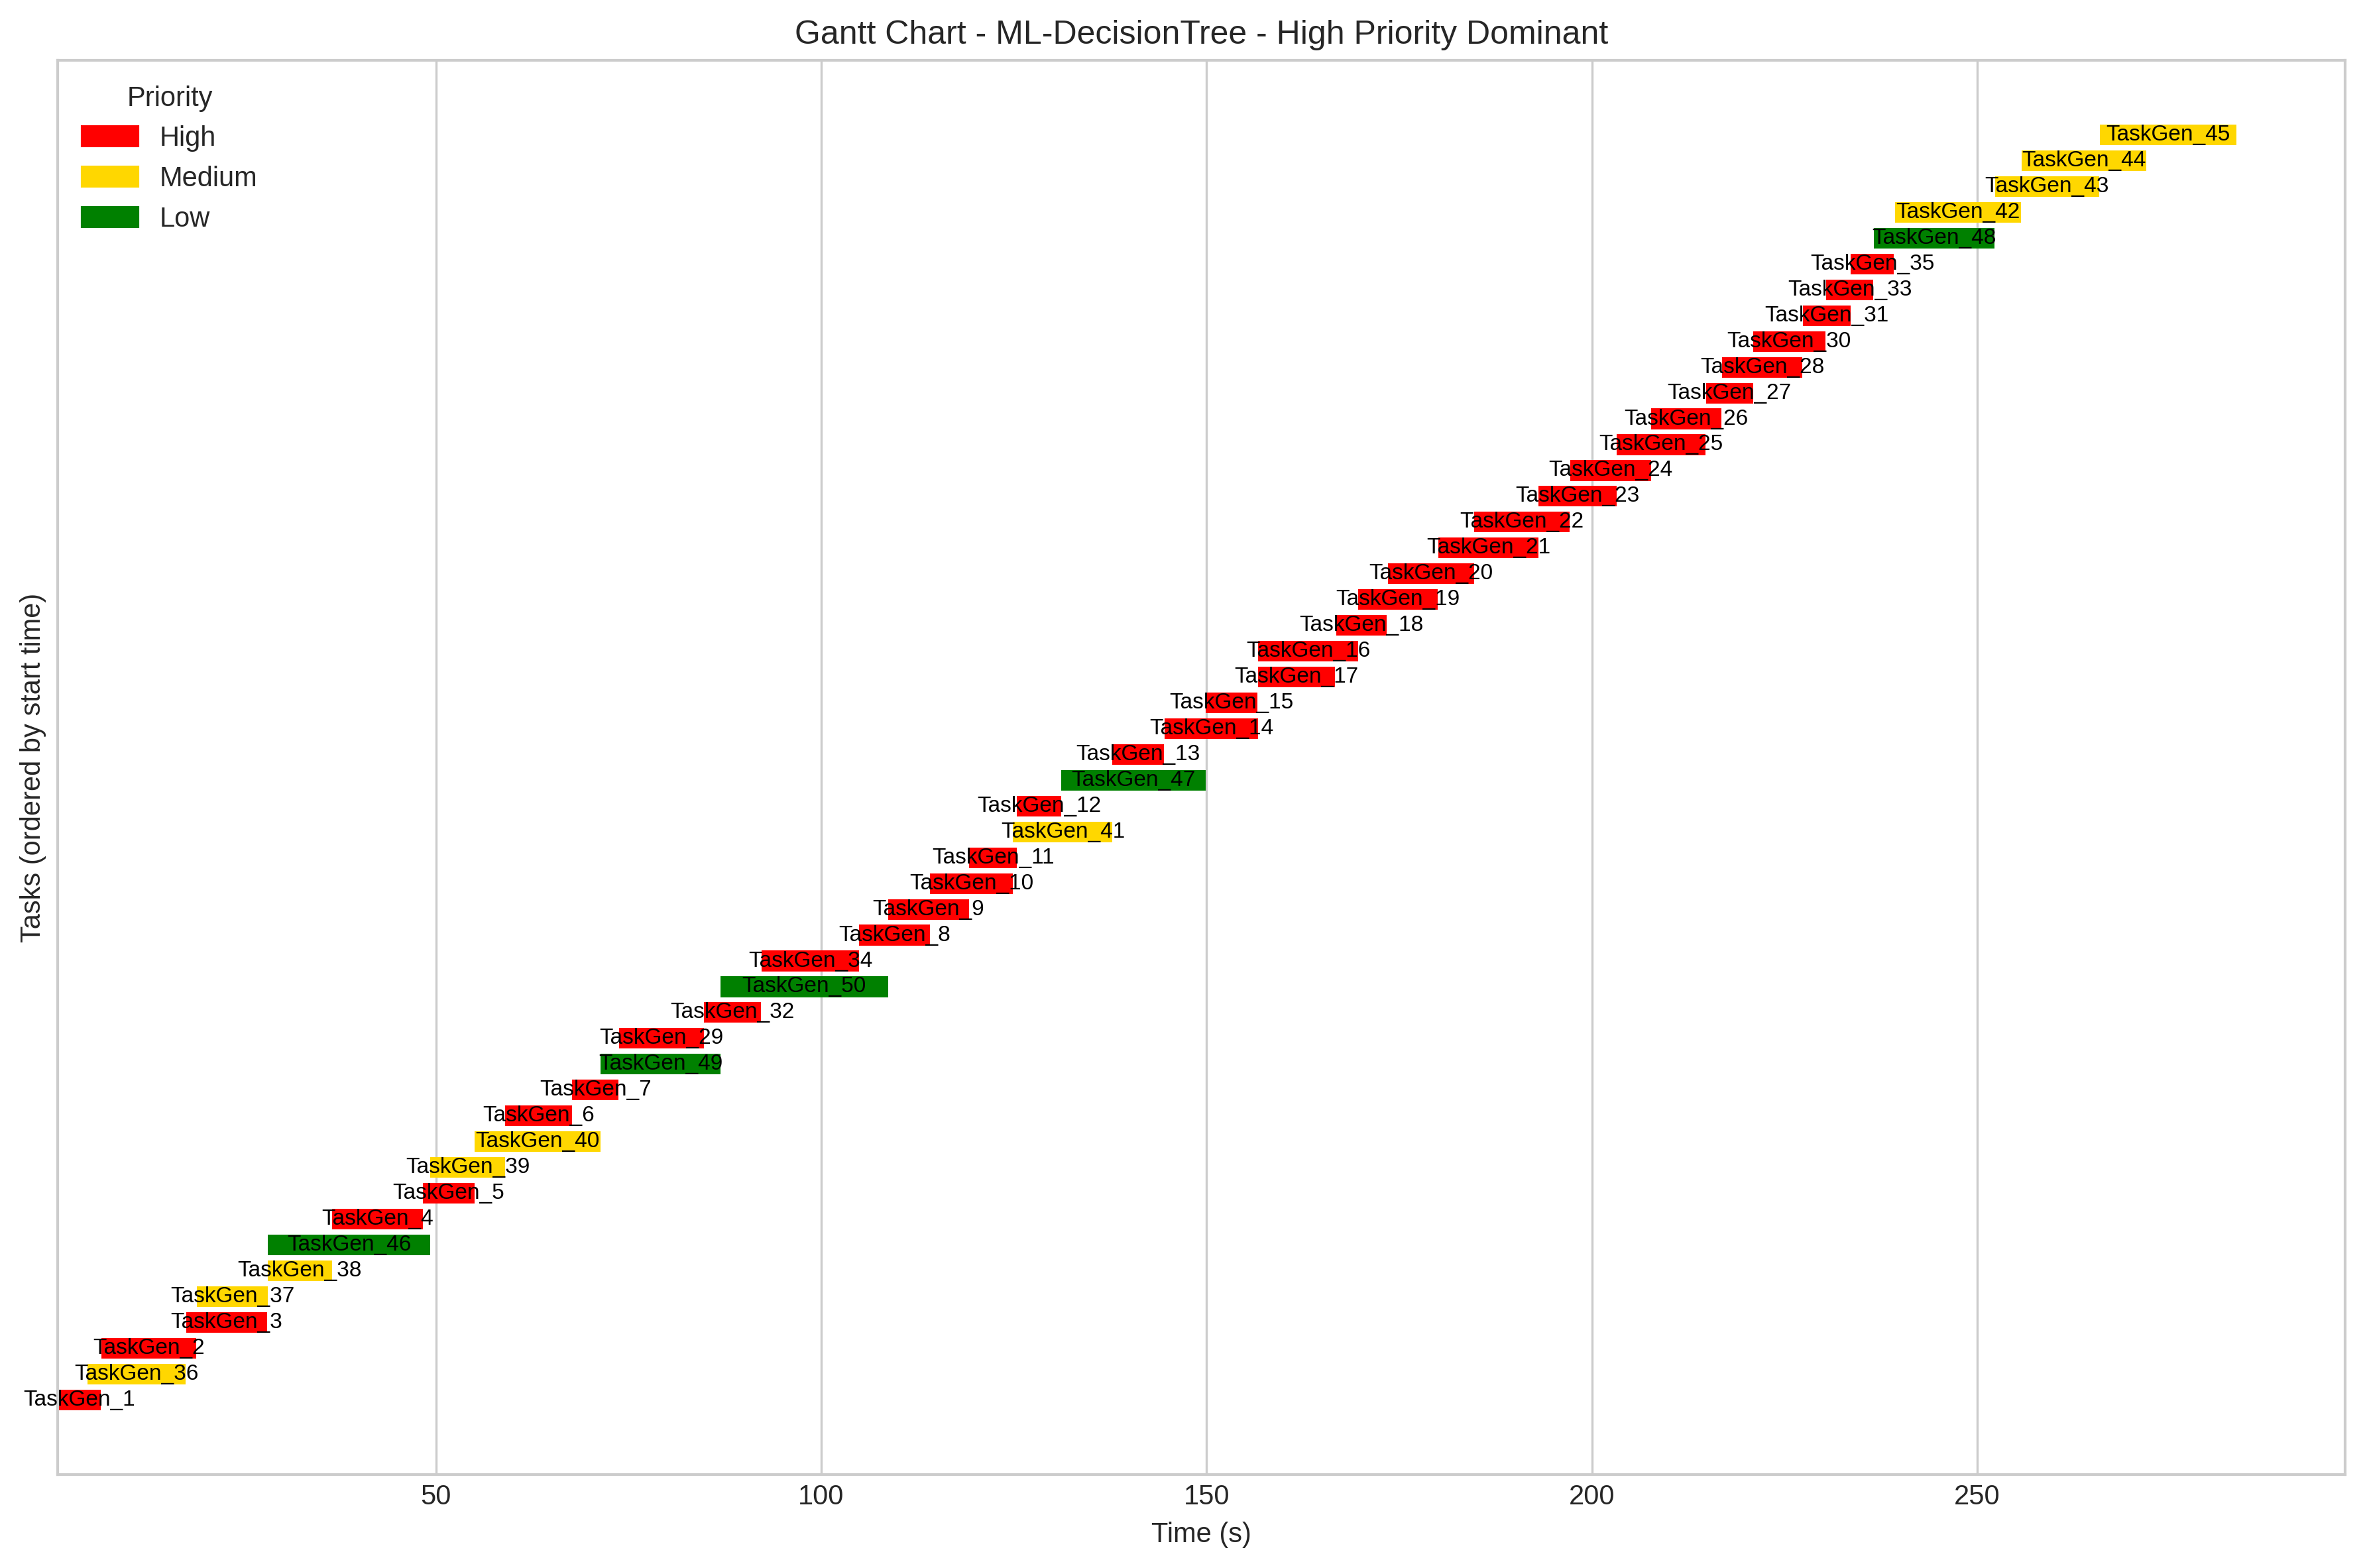 Gantt Chart - ML-DecisionTree - High Priority Dominant
Priority
High
Medium
Low
TaskGen_45
TaskGen_44
TaskGen_43
TaskGen_42
TaskGen_48
TaskGen_35
TaskGen_33
TaskGen_31
TaskGen_30
TaskGen_28
TaskGen_27
TaskGen_26
TaskGen_25
TaskGen_24
TaskGen_23
TaskGen_22
TaskGen_21
TaskGen_20
TaskGen_19
TaskGen_18
TaskGen_16
TaskGen_17
TaskGen_15
TaskGen_14
TaskGen_13
TaskGen_47
TaskGen_12
TaskGen_41
TaskGen_11
TaskGen_10
TaskGen_9
TaskGen_8
TaskGen_34
TaskGen_50
TaskGen_32
TaskGen_29
TaskGen_49
TaskGen_7
TaskGen_6
TaskGen_40
TaskGen_39
TaskGen_5
TaskGen_4
TaskGen_46
TaskGen_38
TaskGen_37
TaskGen_3
TaskGen_2
TaskGen_36
TaskGen_1
Tasks (ordered by start time)
50 100 150 200 250
Time (s)